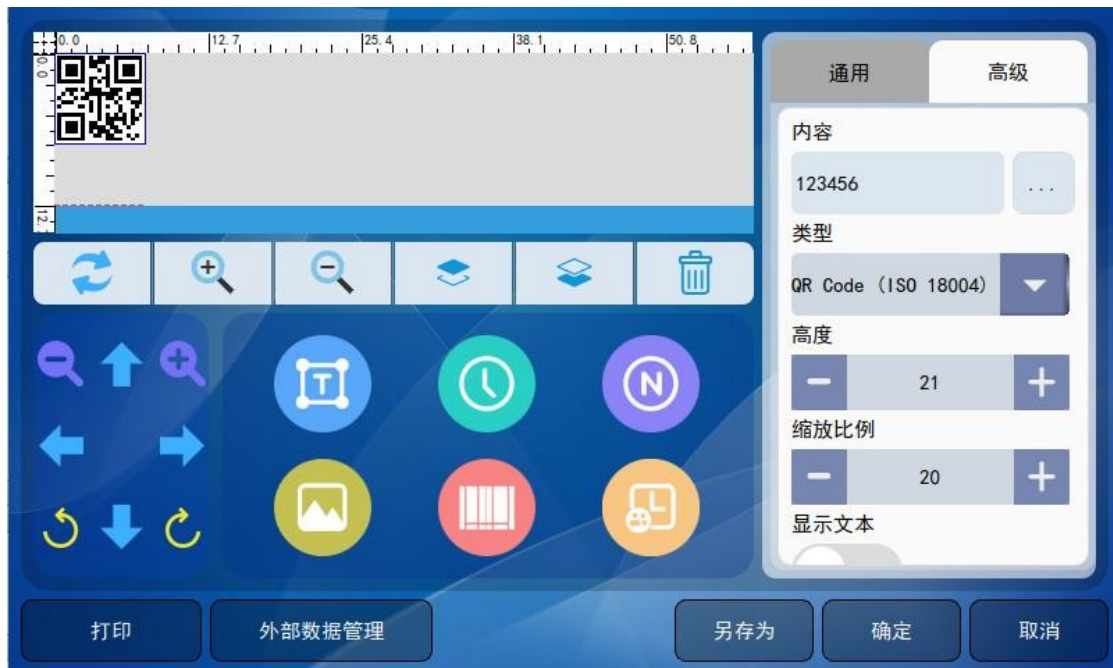 0.0 12.7 25.4 38.1 50.8
0.0
12.
通用 高级
内容
123456 ...
类型
QR Code (ISO 18004)
高度
21
缩放比例
20
显示文本
T
N
打印 外部数据管理 另存为 确定 取消